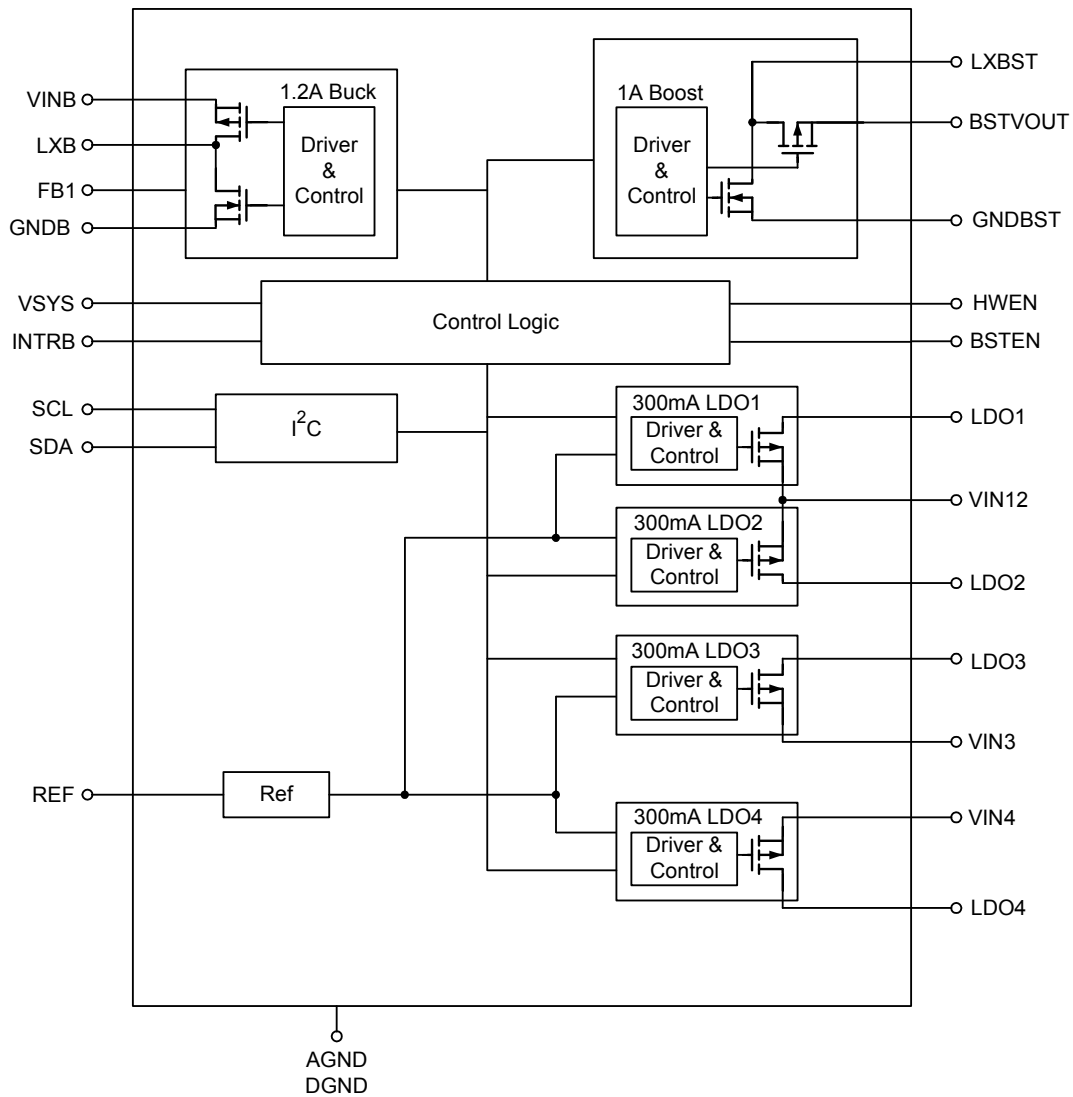 1.2A Buck
Driver
&
Control
1A Boost
Driver
&
Control
VINB
LXB
FB1
GNDB
LXBST
BSTVOUT
GNDBST
VSYS
INTRB
Control Logic
HWEN
BSTEN
SCL
SDA
I2C
300mA LDO1
Driver &
Control
LDO1
VIN12
300mA LDO2
Driver &
Control
LDO2
300mA LDO3
Driver &
Control
LDO3
VIN3
REF
Ref
300mA LDO4
Driver &
Control
VIN4
LDO4
AGND
DGND